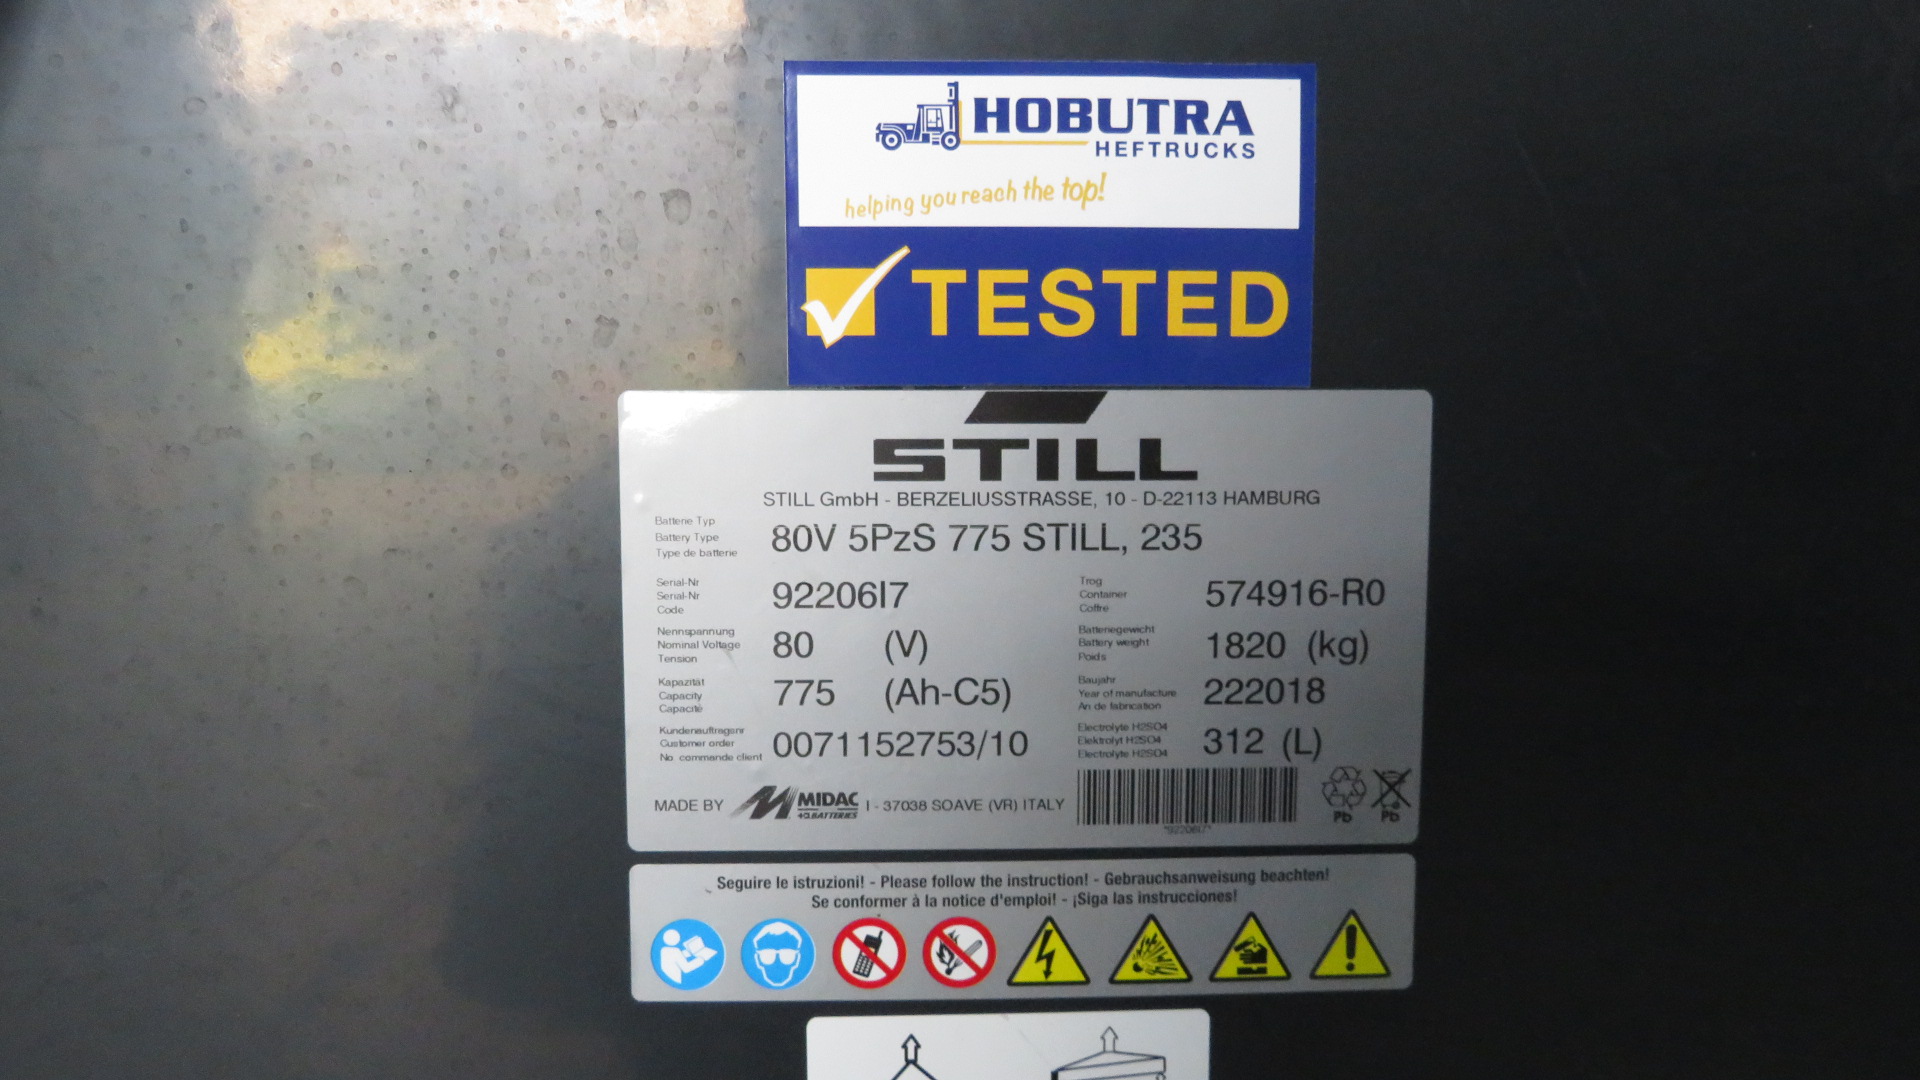 HOBUTRA
HEFTRUCKS
helping you reach the top!
TESTED
STILL
STILL GmbH - BERZELIUSSTRASSE, 10 - D-22113 HAMBURG
Batterie Typ
Battery Type
Type de batterie
80V 5PzS 775 STILL, 235
Serial-Nr
Serial-Nr
Code
92206I7
Trog
Container
Coffre
574916-R0
Nennspannung
Nominal Voltage
Tension
80 (V)
Batteriegewicht
Battery weight
Poids
1820 (kg)
Kapazität
Capacity
Capacité
775 (Ah-C5)
Baujahr
Year of manufacture
An de fabrication
222018
Kundenauftragsnr
Customer order
No. commande client
0071152753/10
Electrolyte H2SO4
Elektrolyt H2SO4
Electrolyte H2SO4
312 (L)
MADE BY MIDAC BATTERIES I - 37038 SOAVE (VR) ITALY
*92206I7*
Pb Pb
Seguire le istruzioni! - Please follow the instruction! - Gebrauchsanweisung beachten!
Se conformer à la notice d'emploi! - ¡Siga las instrucciones!